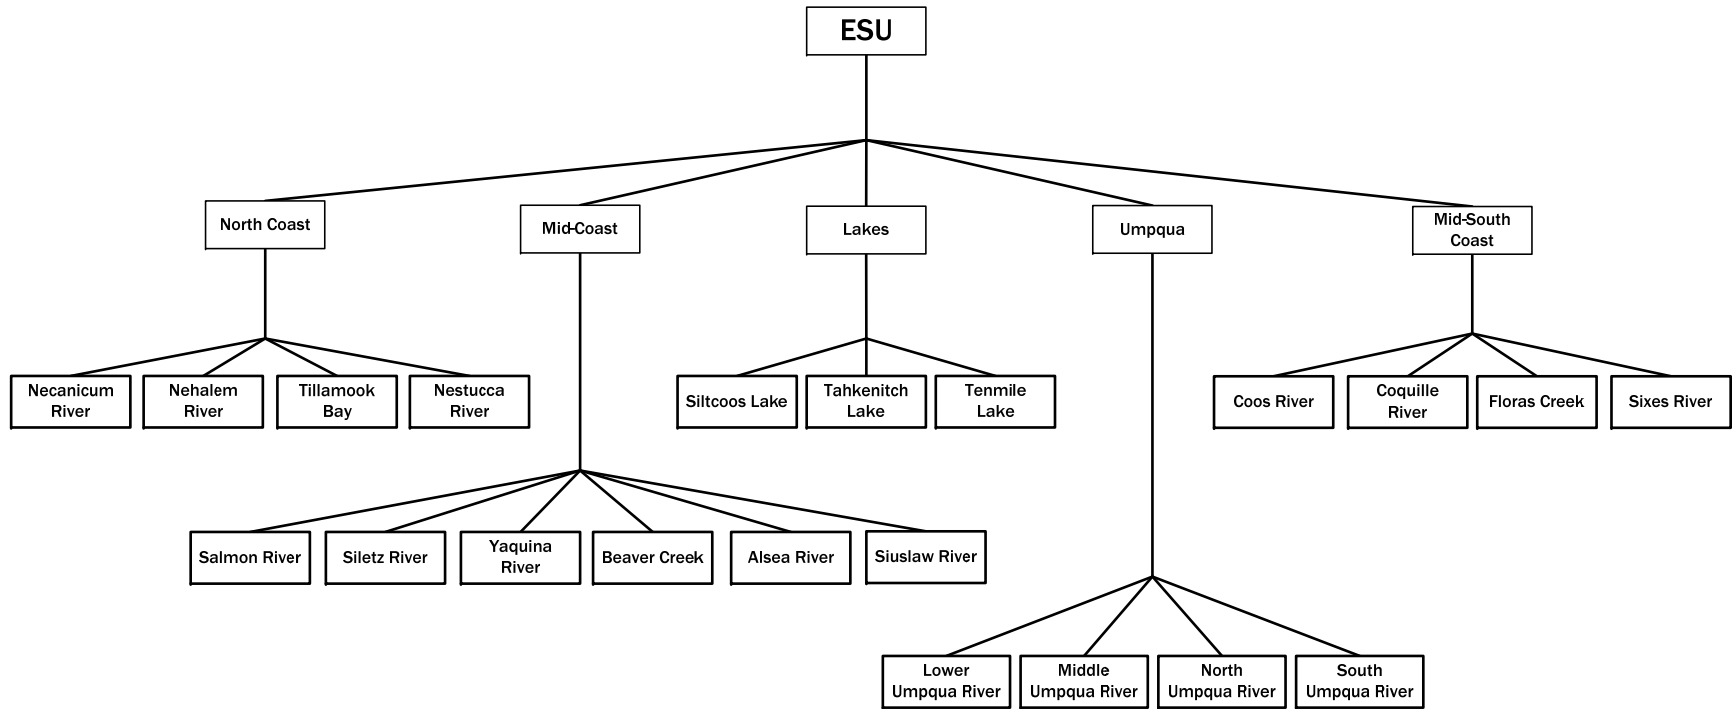 ESU
North Coast
Mid-Coast
Lakes
Umpqua
Mid-South
Coast
Necanicum
River
Nehalem
River
Tillamook
Bay
Nestucca
River
Siltcoos Lake
Tahkenitch
Lake
Tenmile
Lake
Coos River
Coquille
River
Floras Creek
Sixes River
Salmon River
Siletz River
Yaquina
River
Beaver Creek
Alsea River
Siuslaw River
Lower
Umpqua River
Middle
Umpqua River
North
Umpqua River
South
Umpqua River